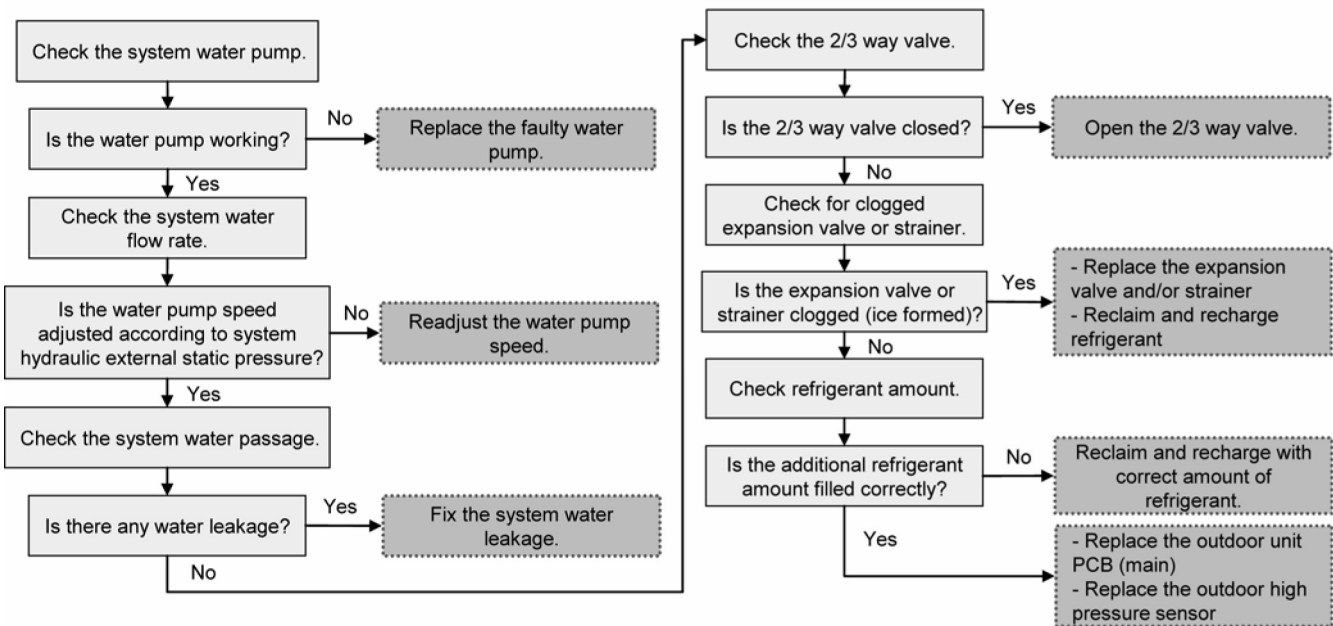 Check the system water pump.
Is the water pump working?
No
Replace the faulty water
pump.
Yes
Check the system water
flow rate.
Is the water pump speed
adjusted according to system
hydraulic external static pressure?
No
Readjust the water pump
speed.
Yes
Check the system water passage.
Is there any water leakage?
Yes
Fix the system water
leakage.
No
Check the 2/3 way valve.
Is the 2/3 way valve closed?
Yes
Open the 2/3 way valve.
No
Check for clogged
expansion valve or strainer.
Is the expansion valve or
strainer clogged (ice formed)?
Yes
- Replace the expansion
valve and/or strainer
- Reclaim and recharge
refrigerant
No
Check refrigerant amount.
Is the additional refrigerant
amount filled correctly?
No
Reclaim and recharge with
correct amount of
refrigerant.
Yes
- Replace the outdoor unit
PCB (main)
- Replace the outdoor high
pressure sensor